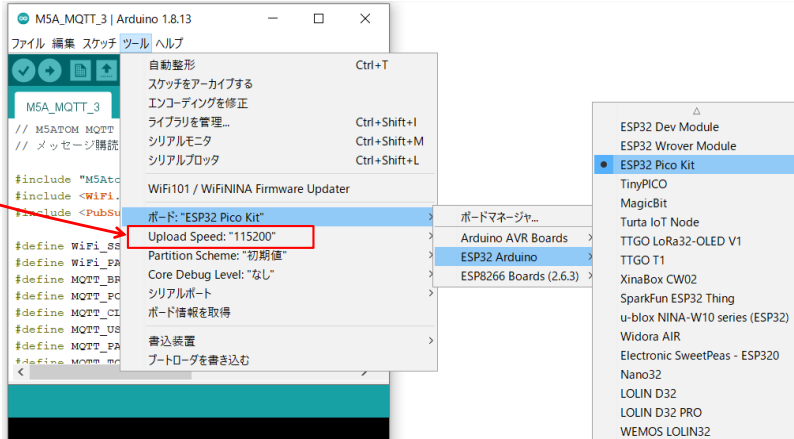 M5A_MQTT_3 | Arduino 1.8.13
ファイル 編集 スケッチ ツール ヘルプ
M5A_MQTT_3
// M5ATOM MQTT
// メッセージ購読
#include "M5Ato
#include <WiFi.
#include <PubSu
#define WiFi_SS
#define WiFi_PA
#define MQTT_BR
#define MQTT_PO
#define MQTT_CL
#define MQTT_US
#define MQTT_PA
#define MQTT_TO
自動整形 Ctrl+T
スケッチをアーカイブする
エンコーディングを修正
ライブラリを管理... Ctrl+Shift+I
シリアルモニタ Ctrl+Shift+M
シリアルプロッタ Ctrl+Shift+L
WiFi101 / WiFiNINA Firmware Updater
ボード: "ESP32 Pico Kit"
Upload Speed: "115200"
Partition Scheme: "初期値"
Core Debug Level: "なし"
シリアルポート
ボード情報を取得
書込装置
ブートローダを書き込む
ボードマネージャ...
Arduino AVR Boards
ESP32 Arduino
ESP8266 Boards (2.6.3)
ESP32 Dev Module
ESP32 Wrover Module
ESP32 Pico Kit
TinyPICO
MagicBit
Turta IoT Node
TTGO LoRa32-OLED V1
TTGO T1
XinaBox CW02
SparkFun ESP32 Thing
u-blox NINA-W10 series (ESP32)
Widora AIR
Electronic SweetPeas - ESP320
Nano32
LOLIN D32
LOLIN D32 PRO
WEMOS LOLIN32